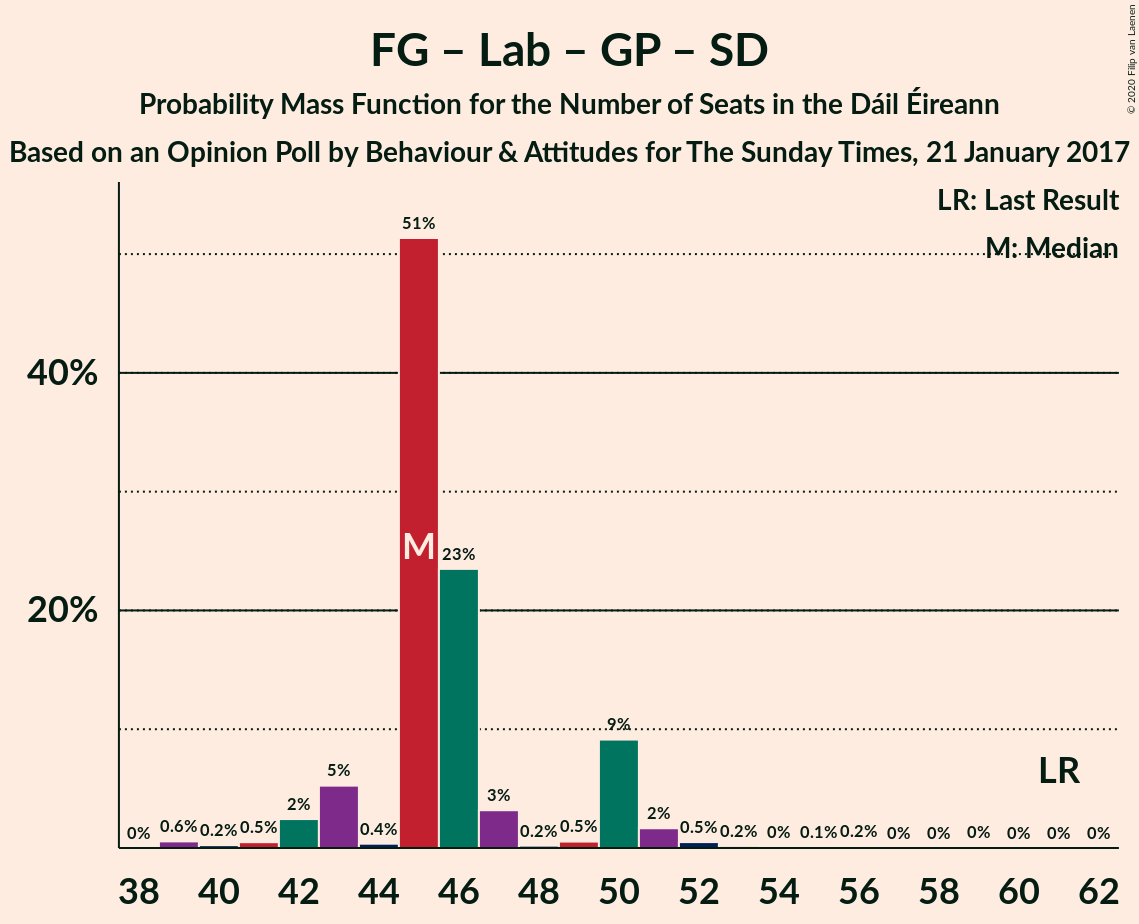 FG – Lab – GP – SD
Probability Mass Function for the Number of Seats in the Dáil Éireann
Based on an Opinion Poll by Behaviour & Attitudes for The Sunday Times, 21 January 2017
© 2020 Filip van Laenen
LR: Last Result
M: Median
40%
20%
0% 0.6% 0.2% 0.5% 2% 5% 0.4% 51% 23% 3% 0.2% 0.5% 9% 2% 0.5% 0.2% 0% 0.1% 0.2% 0% 0% 0% 0% 0% 0%
M
LR
38 40 42 44 46 48 50 52 54 56 58 60 62